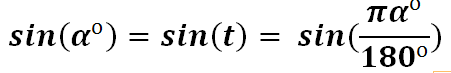 sin(α⁰) = sin(t) = sin(πα⁰/180⁰)